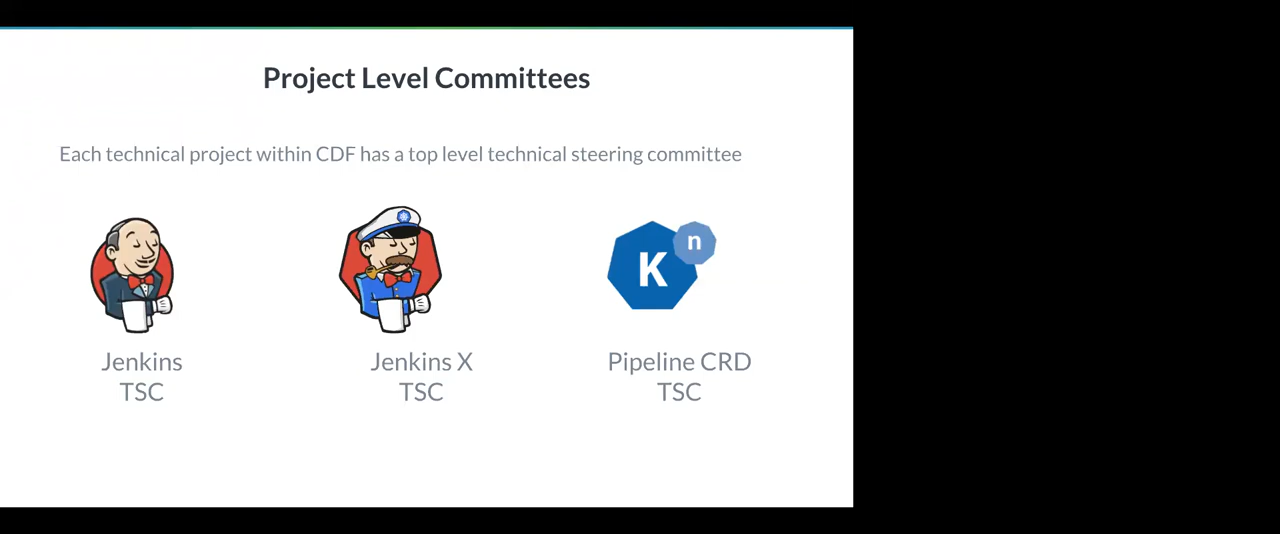 Project Level Committees
Each technical project within CDF has a top level technical steering committee
K n
Jenkins
TSC
Jenkins X
TSC
Pipeline CRD
TSC